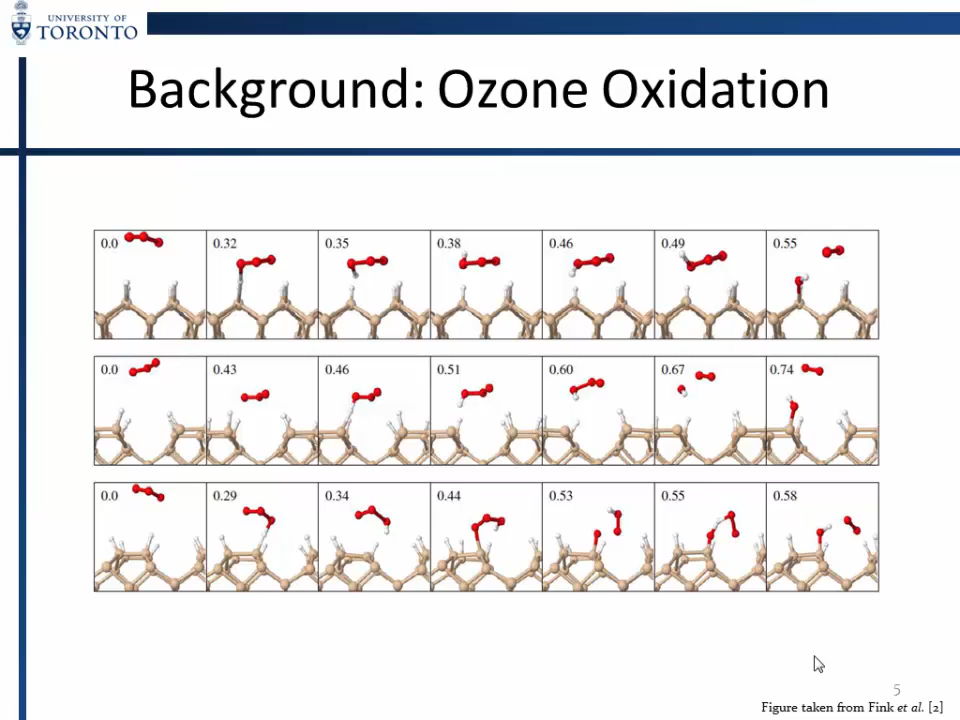 UNIVERSITY OF
TORONTO
Background: Ozone Oxidation
0.0 0.32 0.35 0.38 0.46 0.49 0.55
0.0 0.43 0.46 0.51 0.60 0.67 0.74
0.0 0.29 0.34 0.44 0.53 0.55 0.58
5
Figure taken from Fink et al. [2]